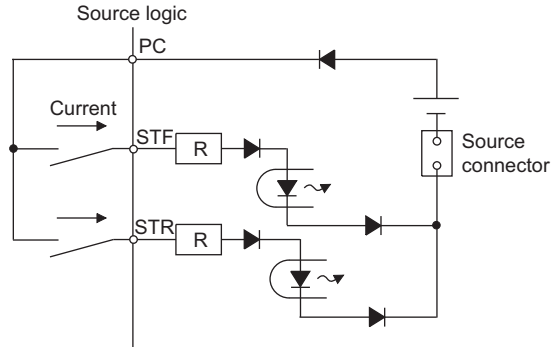 Source logic
PC
Current
STF
R
Source
connector
STR
R